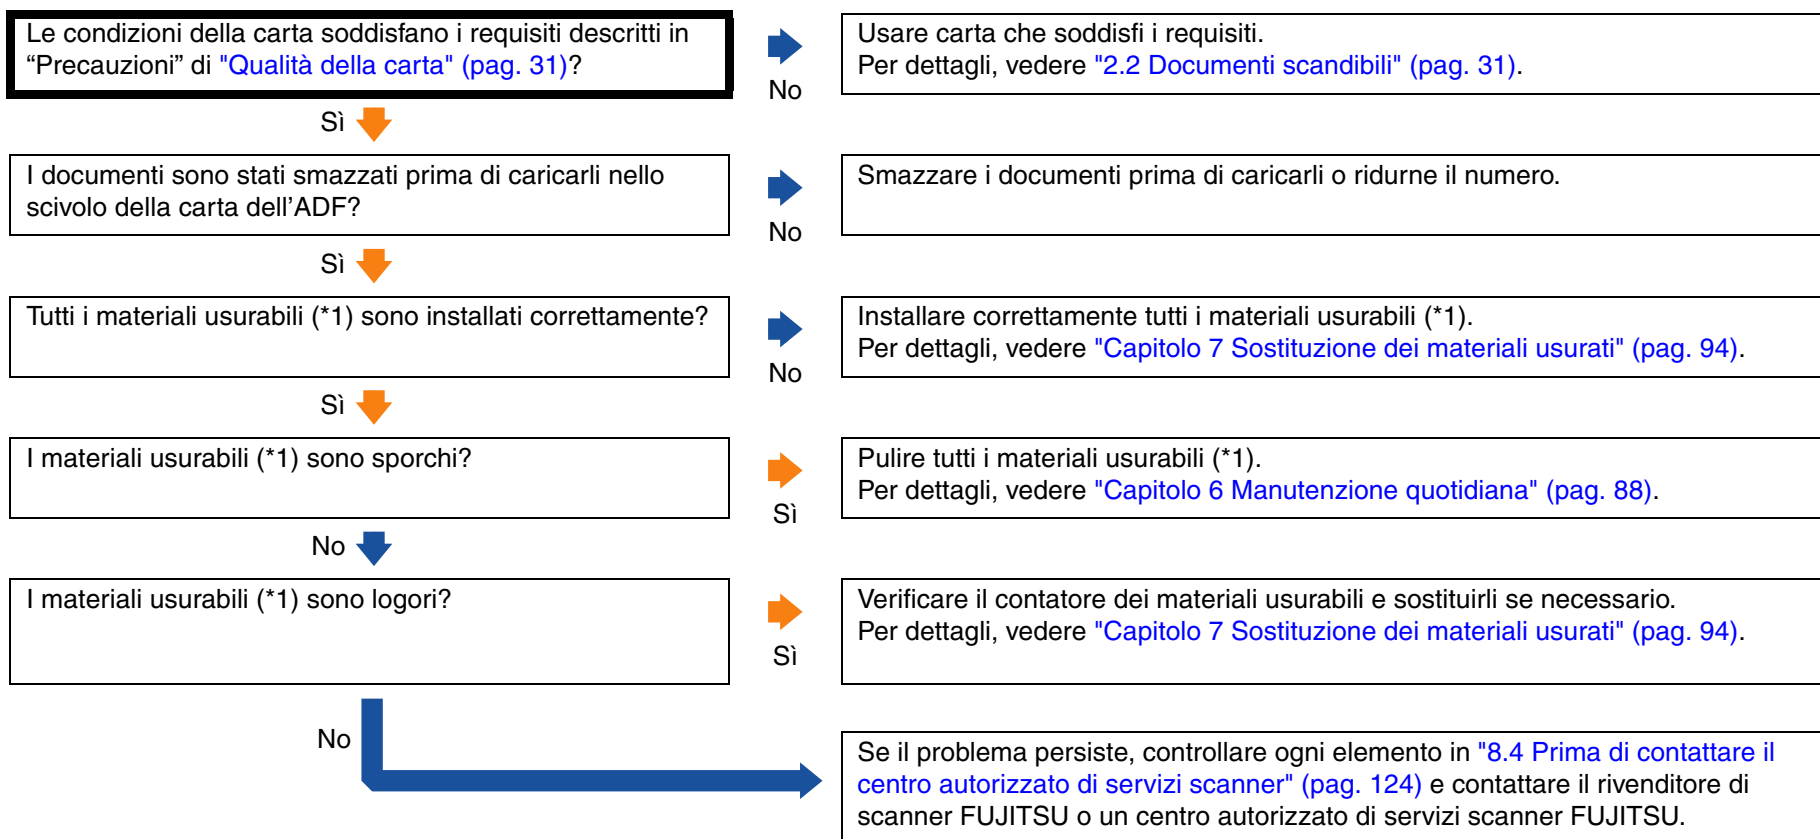 Le condizioni della carta soddisfano i requisiti descritti in
“Precauzioni” di "Qualità della carta" (pag. 31)?
No
Usare carta che soddisfi i requisiti.
Per dettagli, vedere "2.2 Documenti scandibili" (pag. 31).
Sì
I documenti sono stati smazzati prima di caricarli nello
scivolo della carta dell’ADF?
No
Smazzare i documenti prima di caricarli o ridurne il numero.
Sì
Tutti i materiali usurabili (*1) sono installati correttamente?
No
Installare correttamente tutti i materiali usurabili (*1).
Per dettagli, vedere "Capitolo 7 Sostituzione dei materiali usurati" (pag. 94).
Sì
I materiali usurabili (*1) sono sporchi?
Sì
Pulire tutti i materiali usurabili (*1).
Per dettagli, vedere "Capitolo 6 Manutenzione quotidiana" (pag. 88).
No
I materiali usurabili (*1) sono logori?
Sì
Verificare il contatore dei materiali usurabili e sostituirli se necessario.
Per dettagli, vedere "Capitolo 7 Sostituzione dei materiali usurati" (pag. 94).
No
Se il problema persiste, controllare ogni elemento in "8.4 Prima di contattare il
centro autorizzato di servizi scanner" (pag. 124) e contattare il rivenditore di
scanner FUJITSU o un centro autorizzato di servizi scanner FUJITSU.